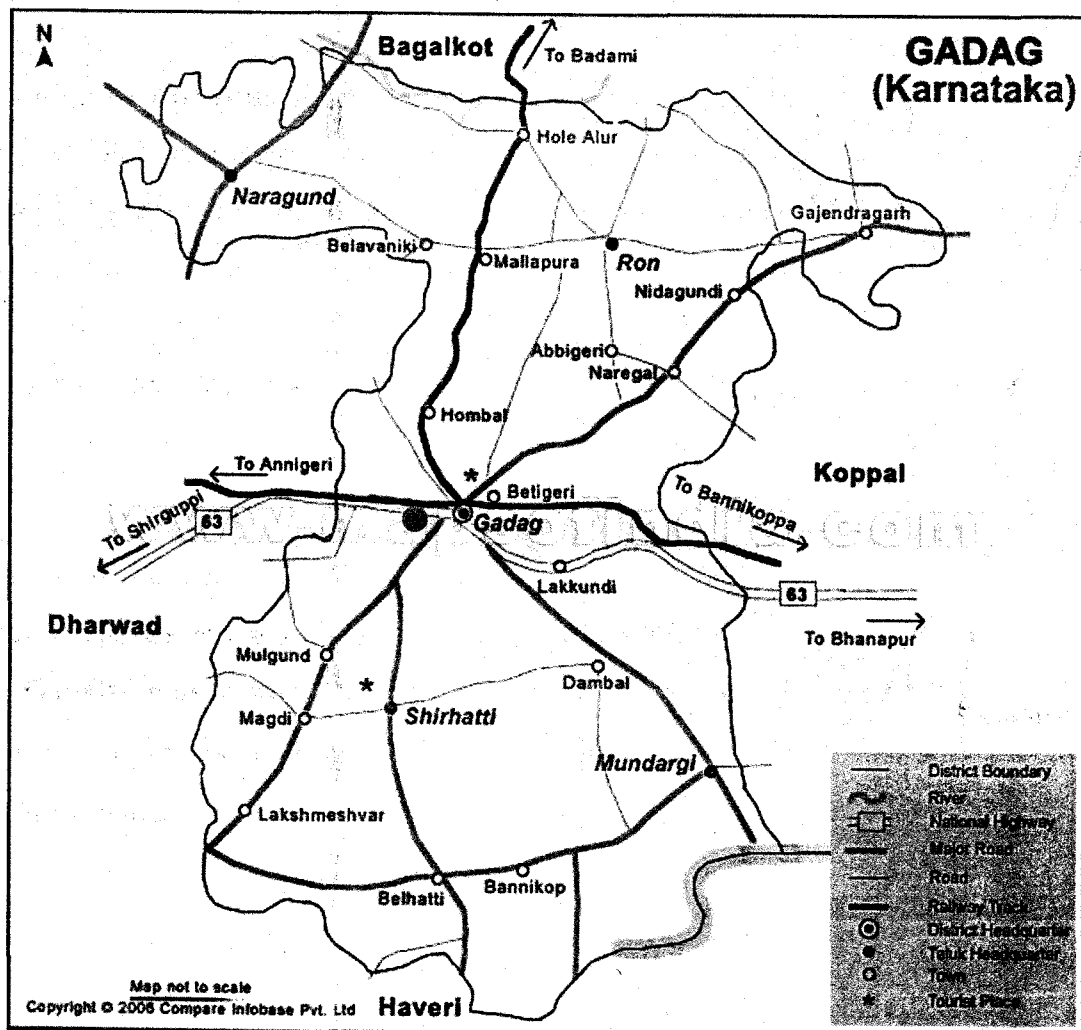 N
Bagalkot
To Badami
GADAG
(Karnataka)
Hole Alur
Naragund
Gajendragarh
Belavaniki
Mallapura
Ron
Nidagundi
Abbigeri
Naregal
Hombal
To Annigeri
Koppal
To Shirguppi
63
Betigeri
To Bannikoppa
Gadag
Lakkundi
63
Dharwad
To Bhanapur
Mulgund
Dambal
Magdi
Shirhatti
Mundargi
Lakshmeshvar
Belhatti
Bannikop
District Boundary
River
National Highway
Major Road
Road
Railway Track
District Headquarter
Taluk Headquarter
Town
Tourist Place
Map not to scale
Copyright © 2006 Compare Infobase Pvt. Ltd
Haveri